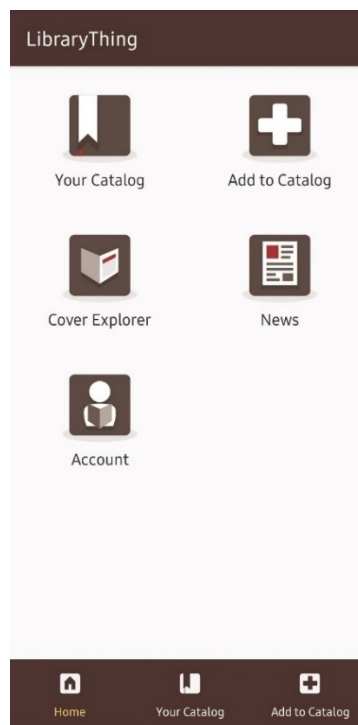 LibraryThing
Your Catalog
Add to Catalog
Cover Explorer
News
Account
Home
Your Catalog
Add to Catalog